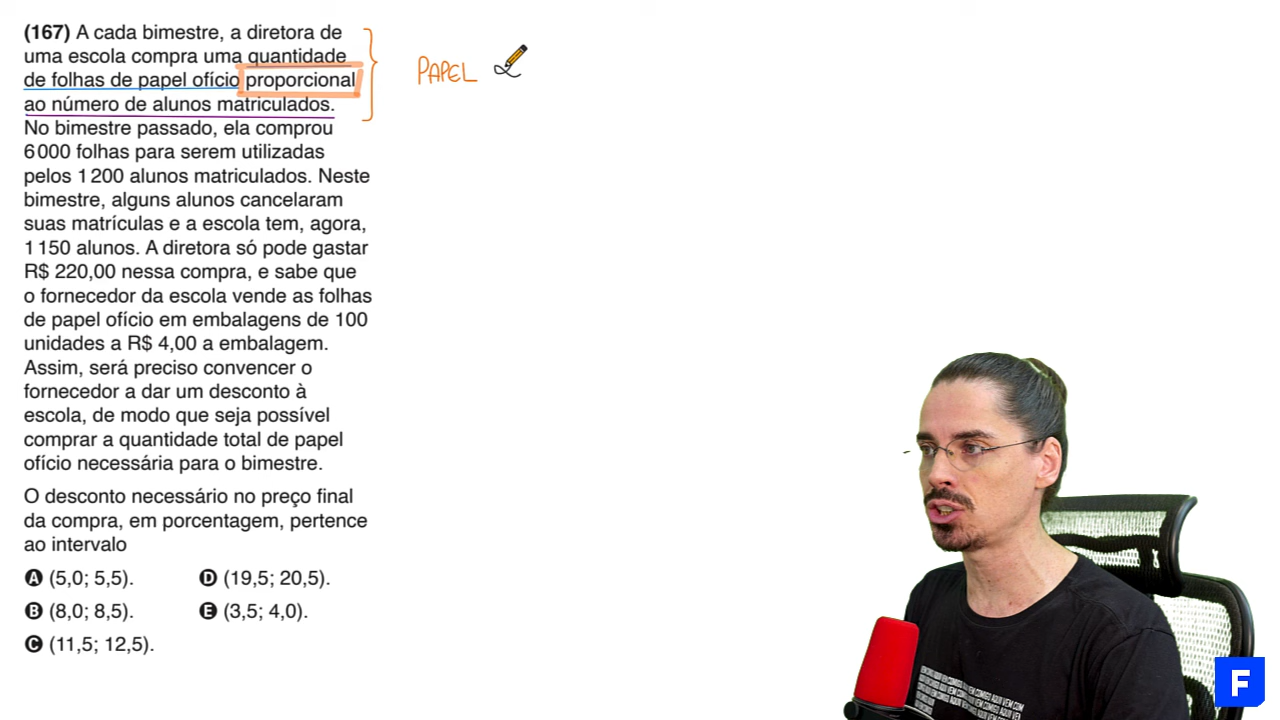 (167) A cada bimestre, a diretora de
uma escola compra uma quantidade
de folhas de papel ofício proporcional
ao número de alunos matriculados.
No bimestre passado, ela comprou
6 000 folhas para serem utilizadas
pelos 1 200 alunos matriculados. Neste
bimestre, alguns alunos cancelaram
suas matrículas e a escola tem, agora,
1 150 alunos. A diretora só pode gastar
R$ 220,00 nessa compra, e sabe que
o fornecedor da escola vende as folhas
de papel ofício em embalagens de 100
unidades a R$ 4,00 a embalagem.
Assim, será preciso convencer o
fornecedor a dar um desconto à
escola, de modo que seja possível
comprar a quantidade total de papel
ofício necessária para o bimestre.
O desconto necessário no preço final
da compra, em porcentagem, pertence
ao intervalo
A (5,0; 5,5).
D (19,5; 20,5).
B (8,0; 8,5).
E (3,5; 4,0).
C (11,5; 12,5).
PAPEL
F